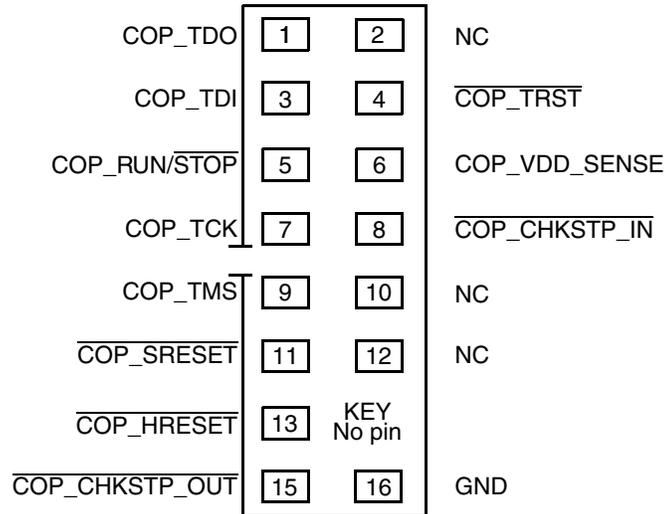 COP_TDO 1 2 NC
COP_TDI 3 4 COP_TRST
COP_RUN/STOP 5 6 COP_VDD_SENSE
COP_TCK 7 8 COP_CHKSTP_IN
COP_TMS 9 10 NC
COP_SRESET 11 12 NC
COP_HRESET 13 KEY
No pin
COP_CHKSTP_OUT 15 16 GND